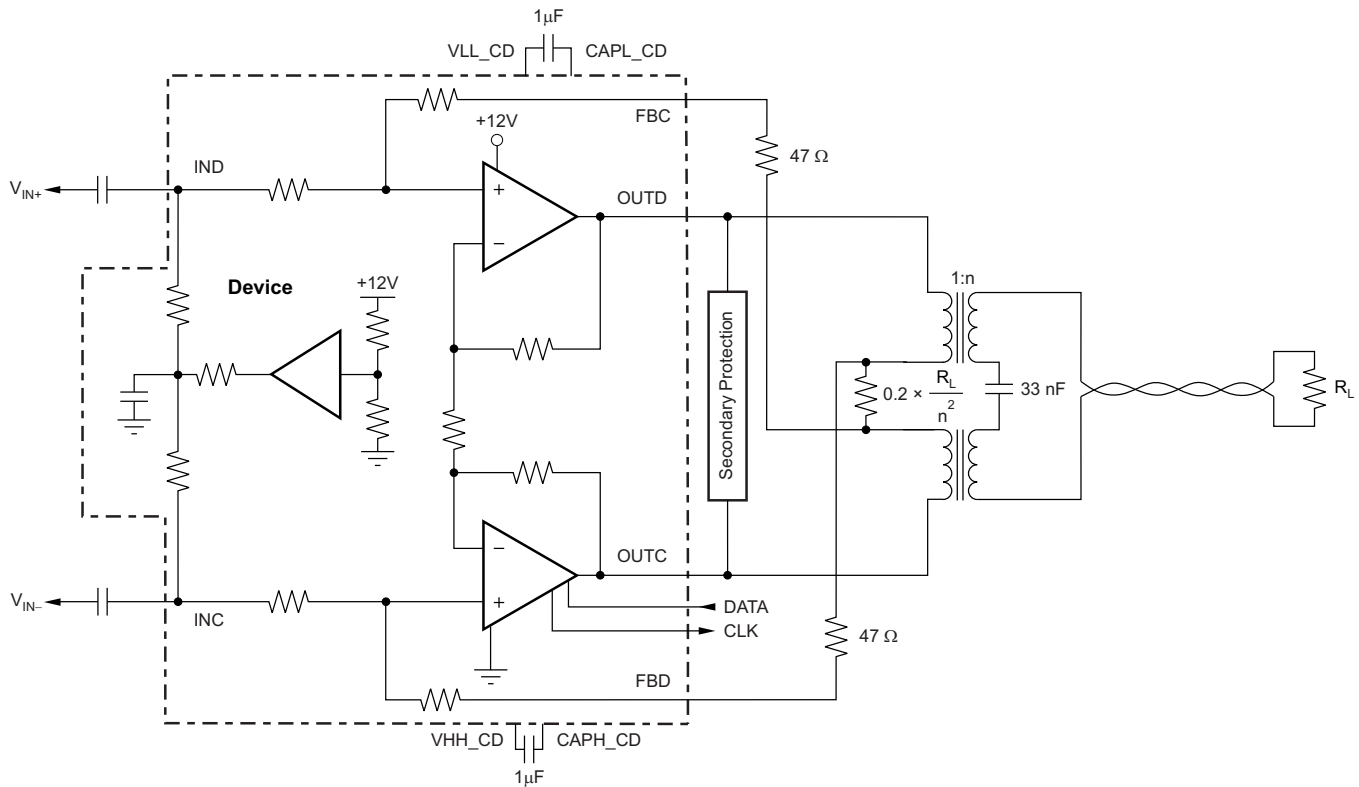 1µF
VLL_CD
CAPL_CD
FBC
+12V
47 Ω
IND
V_IN+
OUTD
1:n
Device
+12V
Secondary Protection
0.2 × R_L / n²
33 nF
R_L
OUTC
V_IN–
INC
DATA
CLK
47 Ω
FBD
VHH_CD
CAPH_CD
1µF
+
−
−
+